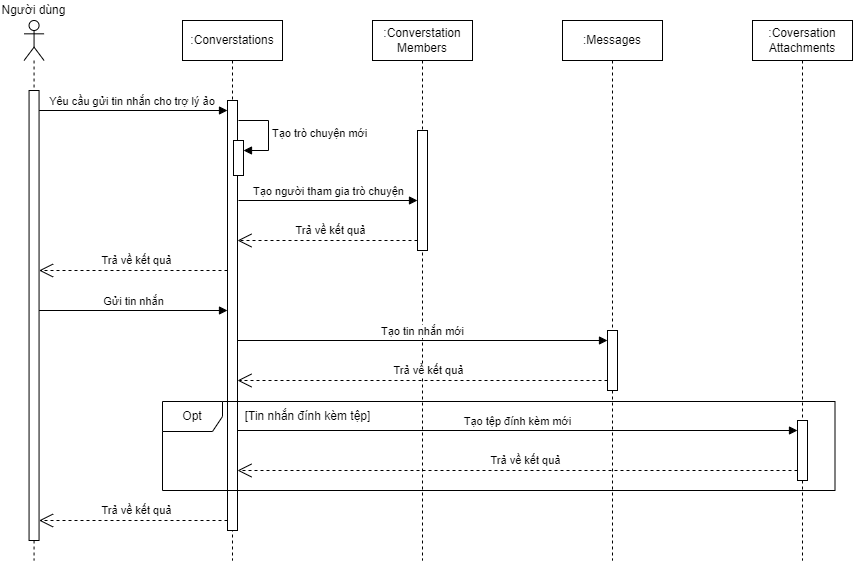 Người dùng
:Converstations
:Converstation
Members
:Messages
:Coversation
Attachments
Yêu cầu gửi tin nhắn cho trợ lý ảo
Tạo trò chuyện mới
Tạo người tham gia trò chuyện
Trả về kết quả
Trả về kết quả
Gửi tin nhắn
Tạo tin nhắn mới
Trả về kết quả
Opt
[Tin nhắn đính kèm tệp]
Tạo tệp đính kèm mới
Trả về kết quả
Trả về kết quả